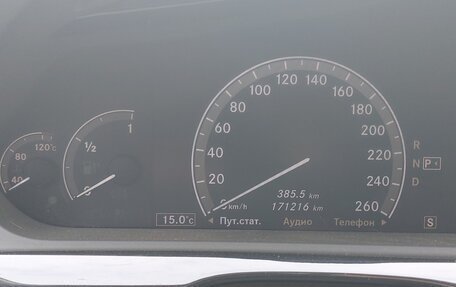 120°C
80
40
1
1/2
0
120 140
100 160
80 180
60 200
40 220
20 240
0 260
km/h
385.5 km
171216 km
15.0°C
◄ Пут.стат. Аудио Телефон ►
R
N P
D
S